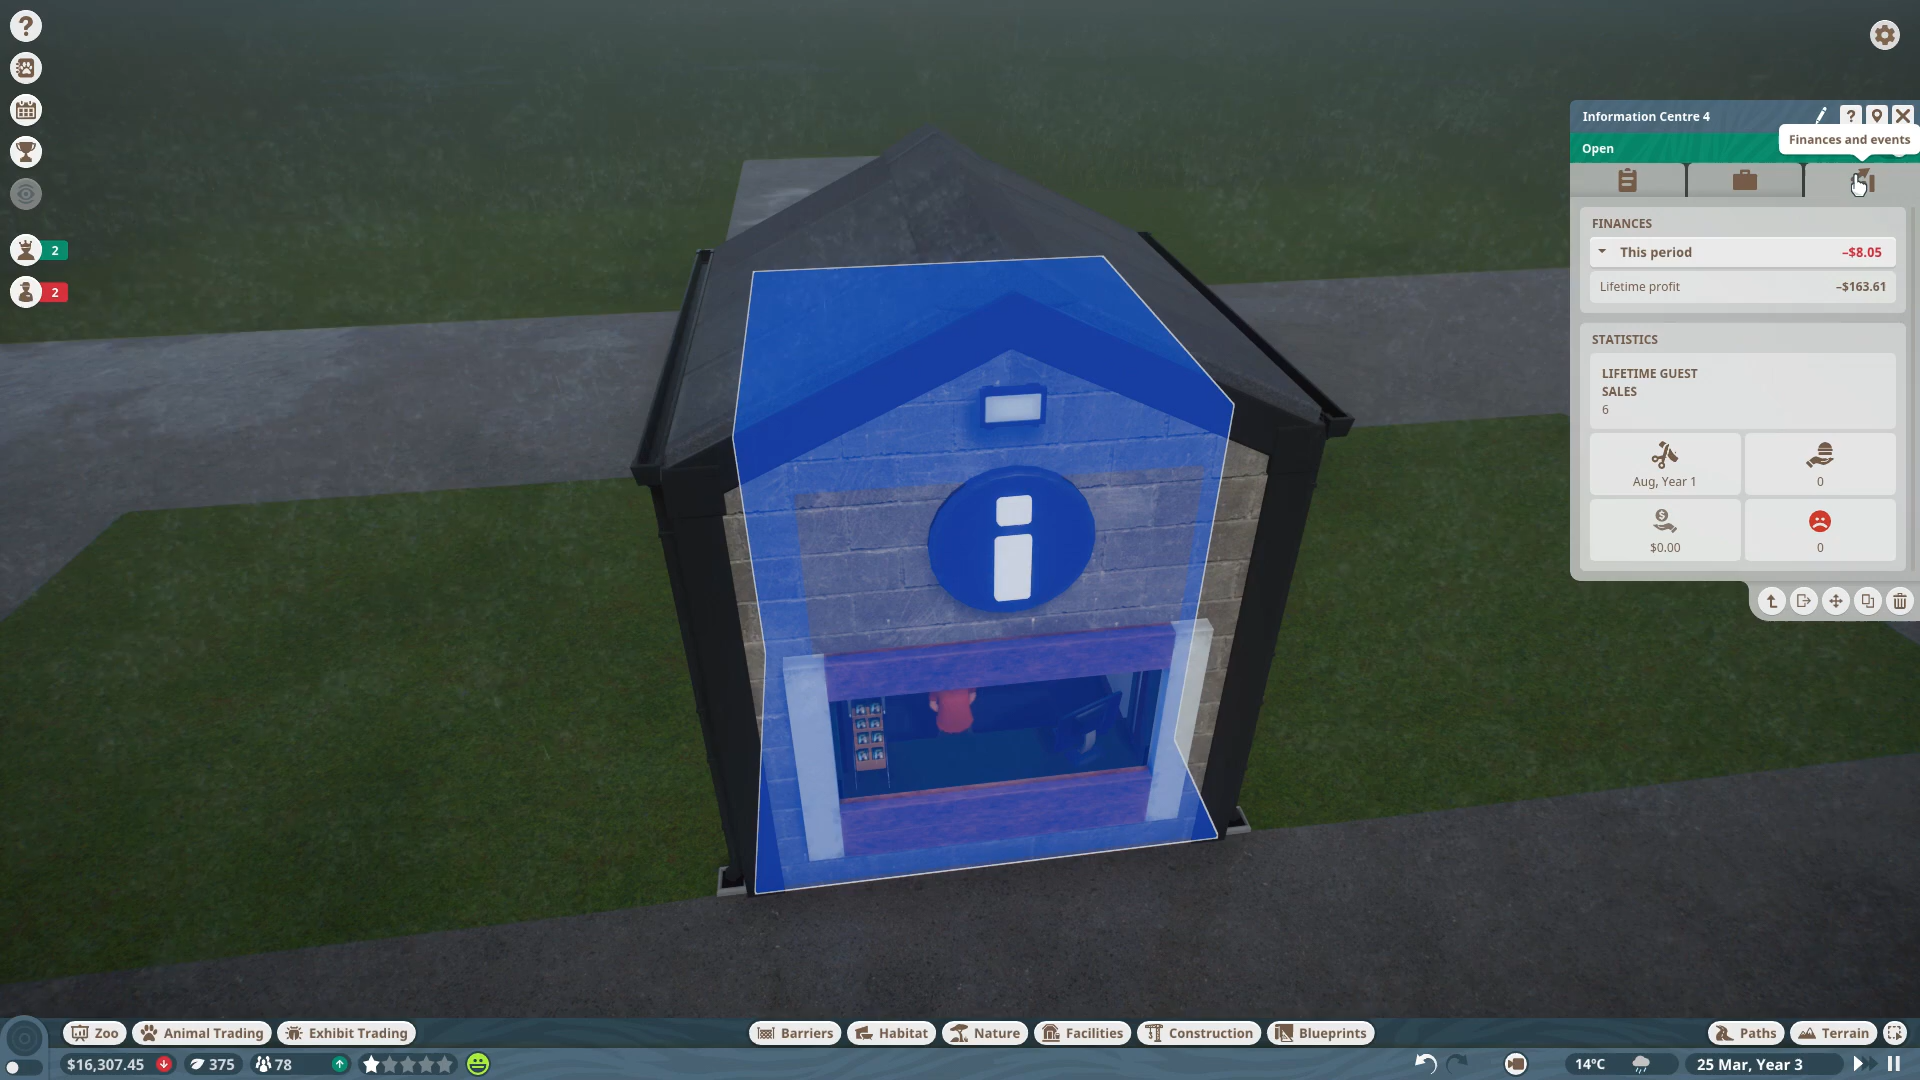 Information Centre 4
?
Finances and events
Open
FINANCES
This period
–$8.05
Lifetime profit
–$163.61
STATISTICS
LIFETIME GUEST
SALES
6
Aug, Year 1
0
$0.00
0
?
2
2
i
Zoo
Animal Trading
Exhibit Trading
Barriers
Habitat
Nature
Facilities
Construction
Blueprints
Paths
Terrain
$16,307.45
375
78
14°C
25 Mar, Year 3